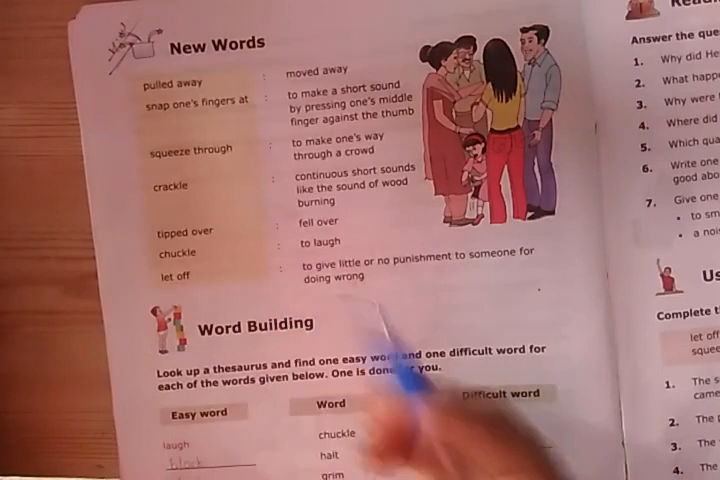 New Words
pulled away : moved away
snap one's fingers at : to make a short sound
by pressing one's middle
finger against the thumb
squeeze through : to make one's way
through a crowd
crackle : continuous short sounds
like the sound of wood
burning
tipped over : fell over
chuckle : to laugh
let off : to give little or no punishment to someone for
doing wrong
Word Building
Look up a thesaurus and find one easy word and one difficult word for
each of the words given below. One is done you.
Easy word Word Difficult word
laugh chuckle
block halt
grim
Answer the que
1. Why did He
2. What happ
3. Why were
4. Where did
5. Which qua
6. Write one
good abo
7. Give one
• to sm
• a noi
Us
Complete t
let off
squee
1. The s
came
2. The
3. The
4. The